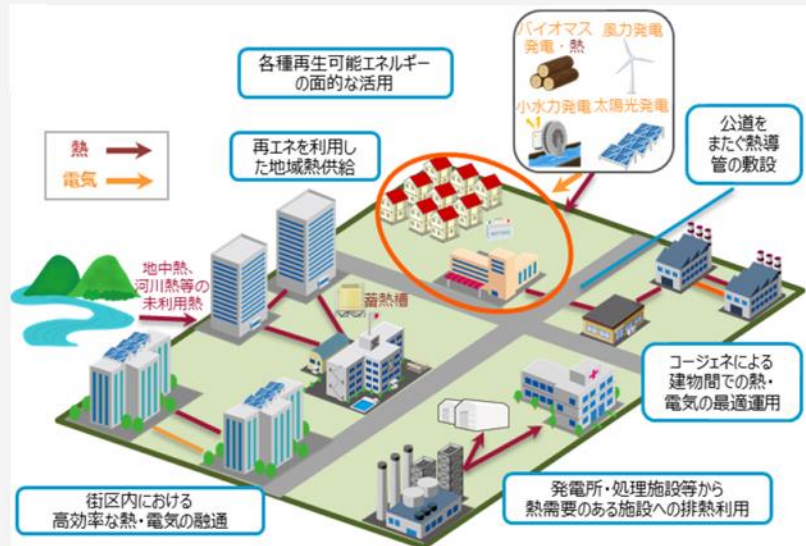 バイオマス
発電・熱
風力発電
小水力発電
太陽光発電
各種再生可能エネルギー
の面的な活用
熱
電気
再エネを利用し
た地域熱供給
公道を
またぐ熱導
管の敷設
地中熱、
河川熱等の
未利用熱
蓄熱槽
コージェネによる
建物間での熱・
電気の最適運用
街区内における
高効率な熱・電気の融通
発電所・処理施設等から
熱需要のある施設への排熱利用